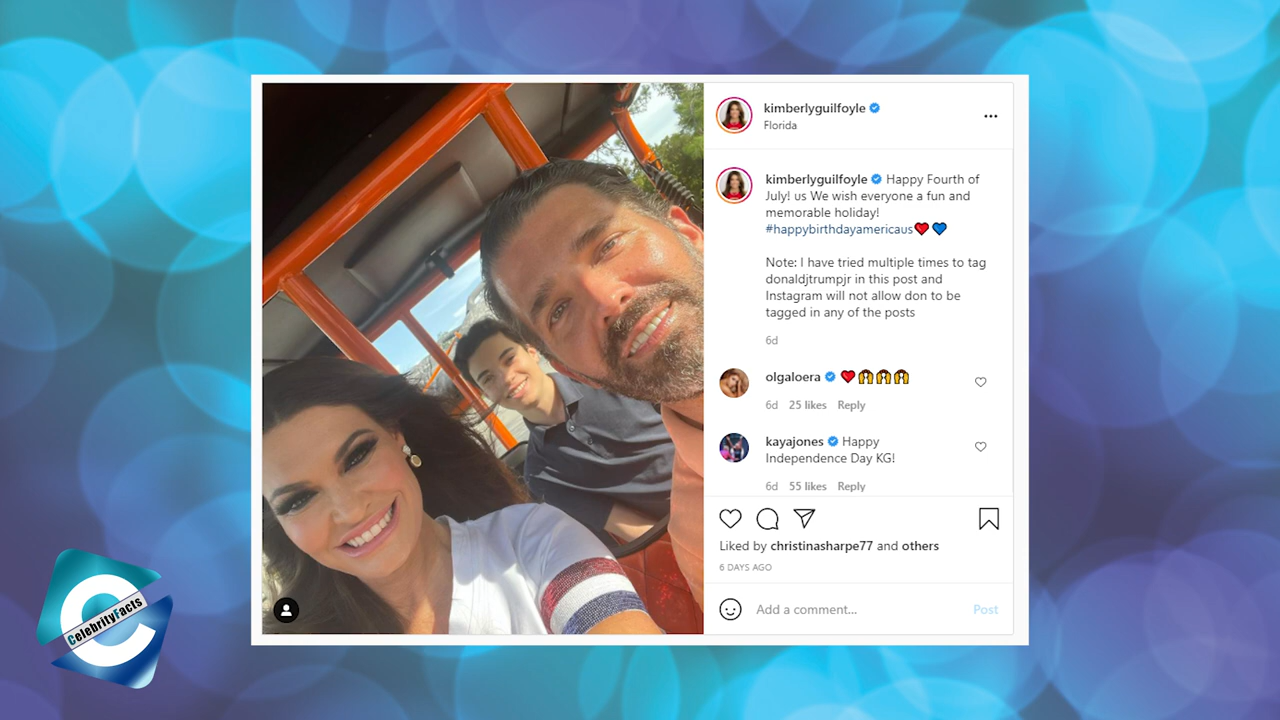 kimberlyguilfoyle
Florida
kimberlyguilfoyle Happy Fourth of
July! us We wish everyone a fun and
memorable holiday!
#happybirthdayamericaus❤️💙
Note: I have tried multiple times to tag
donaldjtrumpjr in this post and
Instagram will not allow don to be
tagged in any of the posts
6d
olgaloera ❤️🙌🙌🙌
6d 25 likes Reply
kayajones Happy
Independence Day KG!
6d 55 likes Reply
Liked by christinasharpe77 and others
6 DAYS AGO
Add a comment... Post
CelebrityFacts